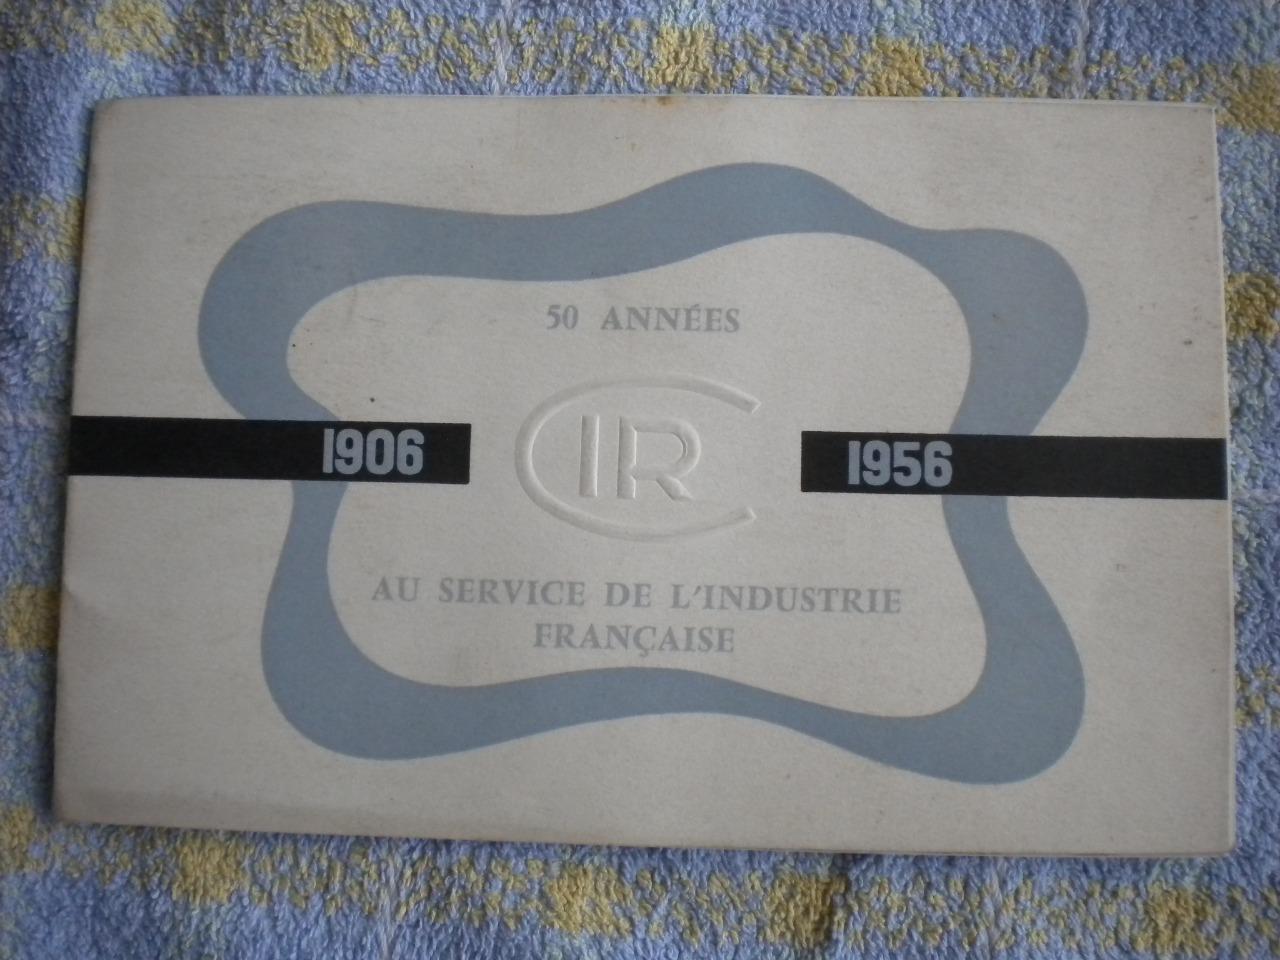 50 ANNÉES
1906 CIR 1956
AU SERVICE DE L'INDUSTRIE
FRANÇAISE